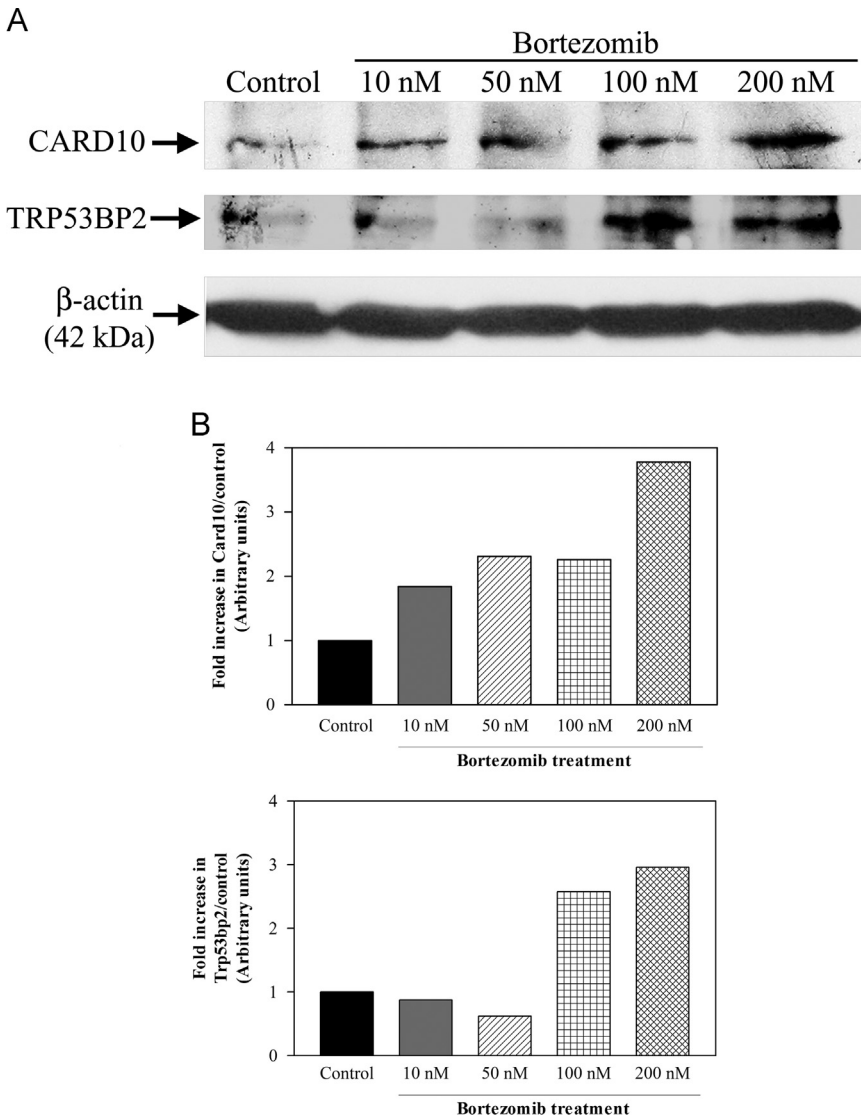 A
Bortezomib
Control 10 nM 50 nM 100 nM 200 nM
CARD10
TRP53BP2
β-actin
(42 kDa)
B
Fold increase in Card10/control
(Arbitrary units)
4
3
2
1
0
Control 10 nM 50 nM 100 nM 200 nM
Bortezomib treatment
Fold increase in
Trp53bp2/control
(Arbitrary units)
4
3
2
1
0
Control 10 nM 50 nM 100 nM 200 nM
Bortezomib treatment